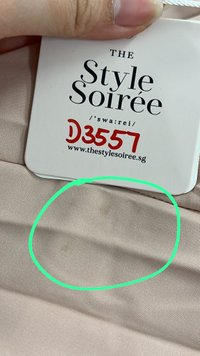 THE
Style
Soirée
/'swa:rei/
D3557
www.thestylesoiree.sg